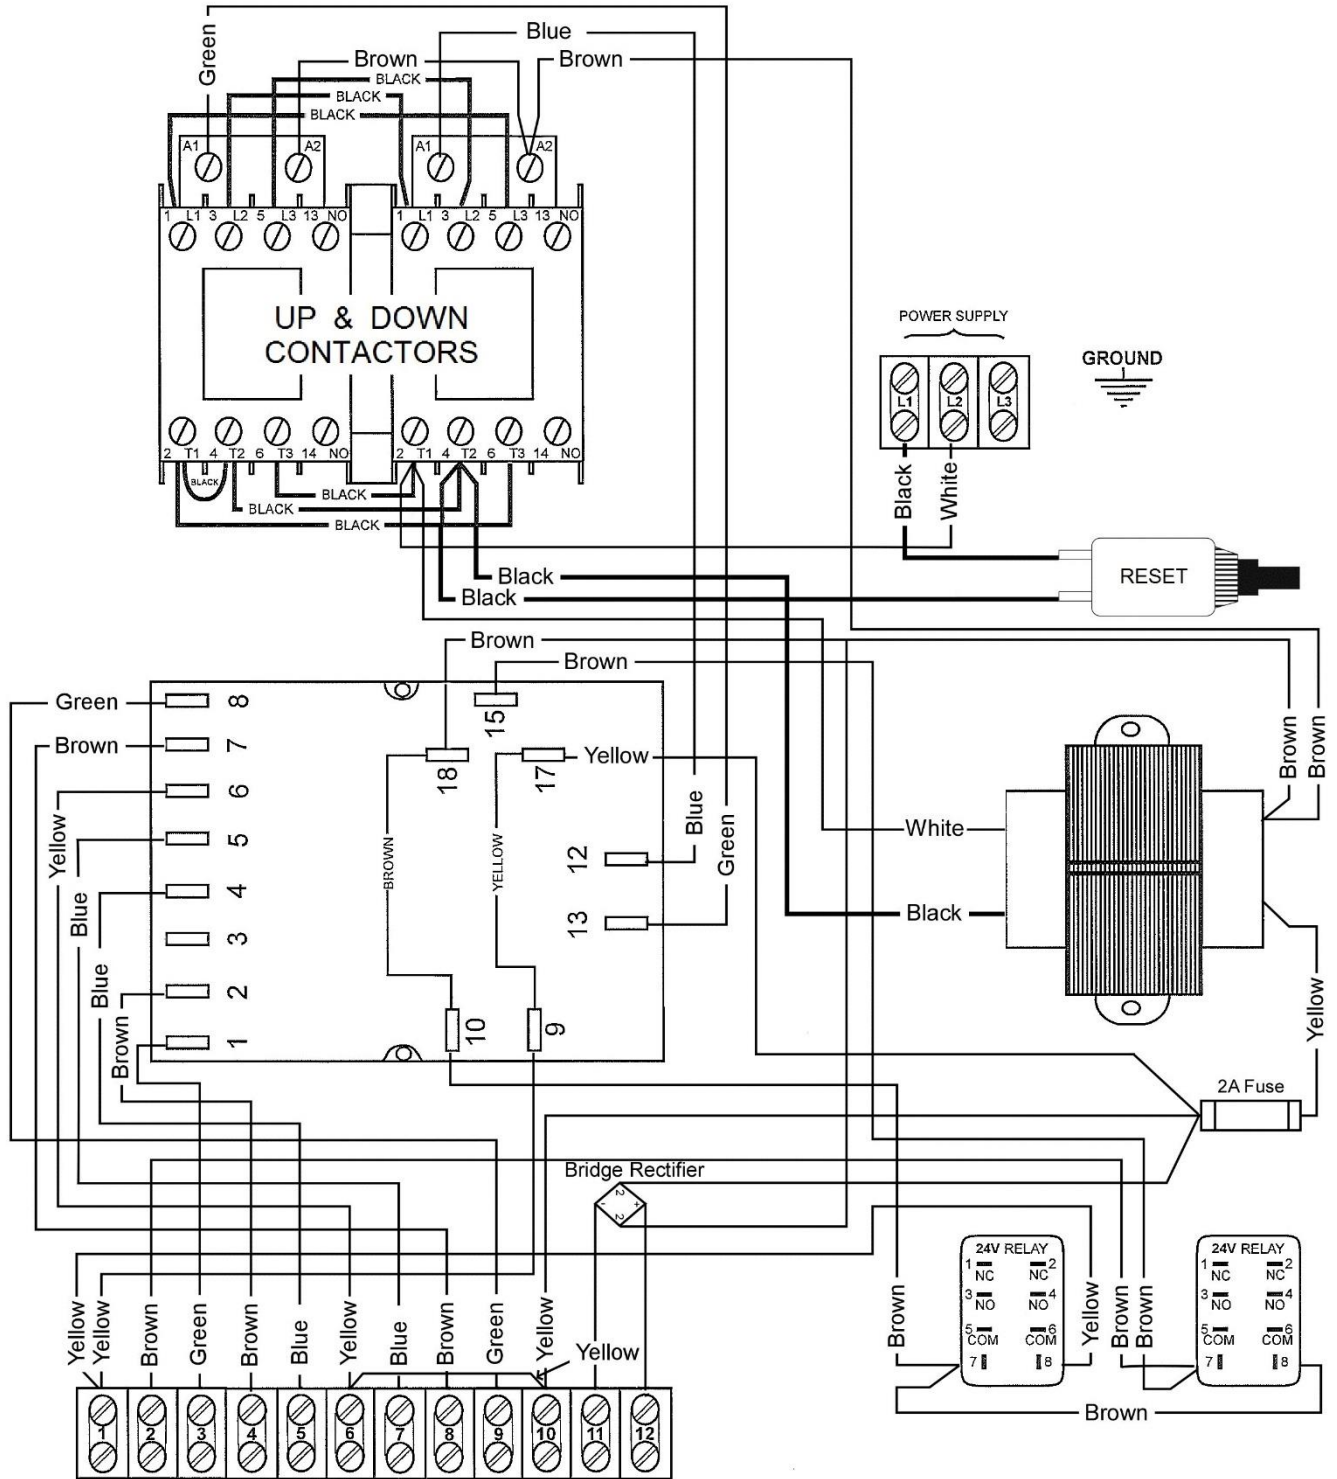 Green
Blue
Brown
Brown
BLACK
BLACK
BLACK
A1 A2 A1 A2
1 L1 3 L2 5 L3 13 NO 1 L1 3 L2 5 L3 13 NO
UP & DOWN
CONTACTORS
2 T1 4 T2 6 T3 14 NO 2 T1 4 T2 6 T3 14 NO
BLACK
BLACK
BLACK
BLACK
POWER SUPPLY
L1 L2 L3
GROUND
Black
White
RESET
Black
Black
Brown
Brown
Green
Brown
Yellow
Blue
Blue
Brown
8
7
6
5
4
3
2
1
15
18
17
Yellow
BROWN
YELLOW
12
13
10
9
Blue
Green
White
Black
Brown
Brown
Yellow
2A Fuse
Bridge Rectifier
2
- +
2
Yellow
Yellow
Brown
Green
Brown
Blue
Yellow
Blue
Brown
Green
Yellow
Yellow
1 2 3 4 5 6 7 8 9 10 11 12
Brown
24V RELAY
1 NC 2 NC
3 NO 4 NO
5 COM 6 COM
7 8
Yellow
Brown
Brown
24V RELAY
1 NC 2 NC
3 NO 4 NO
5 COM 6 COM
7 8
Brown